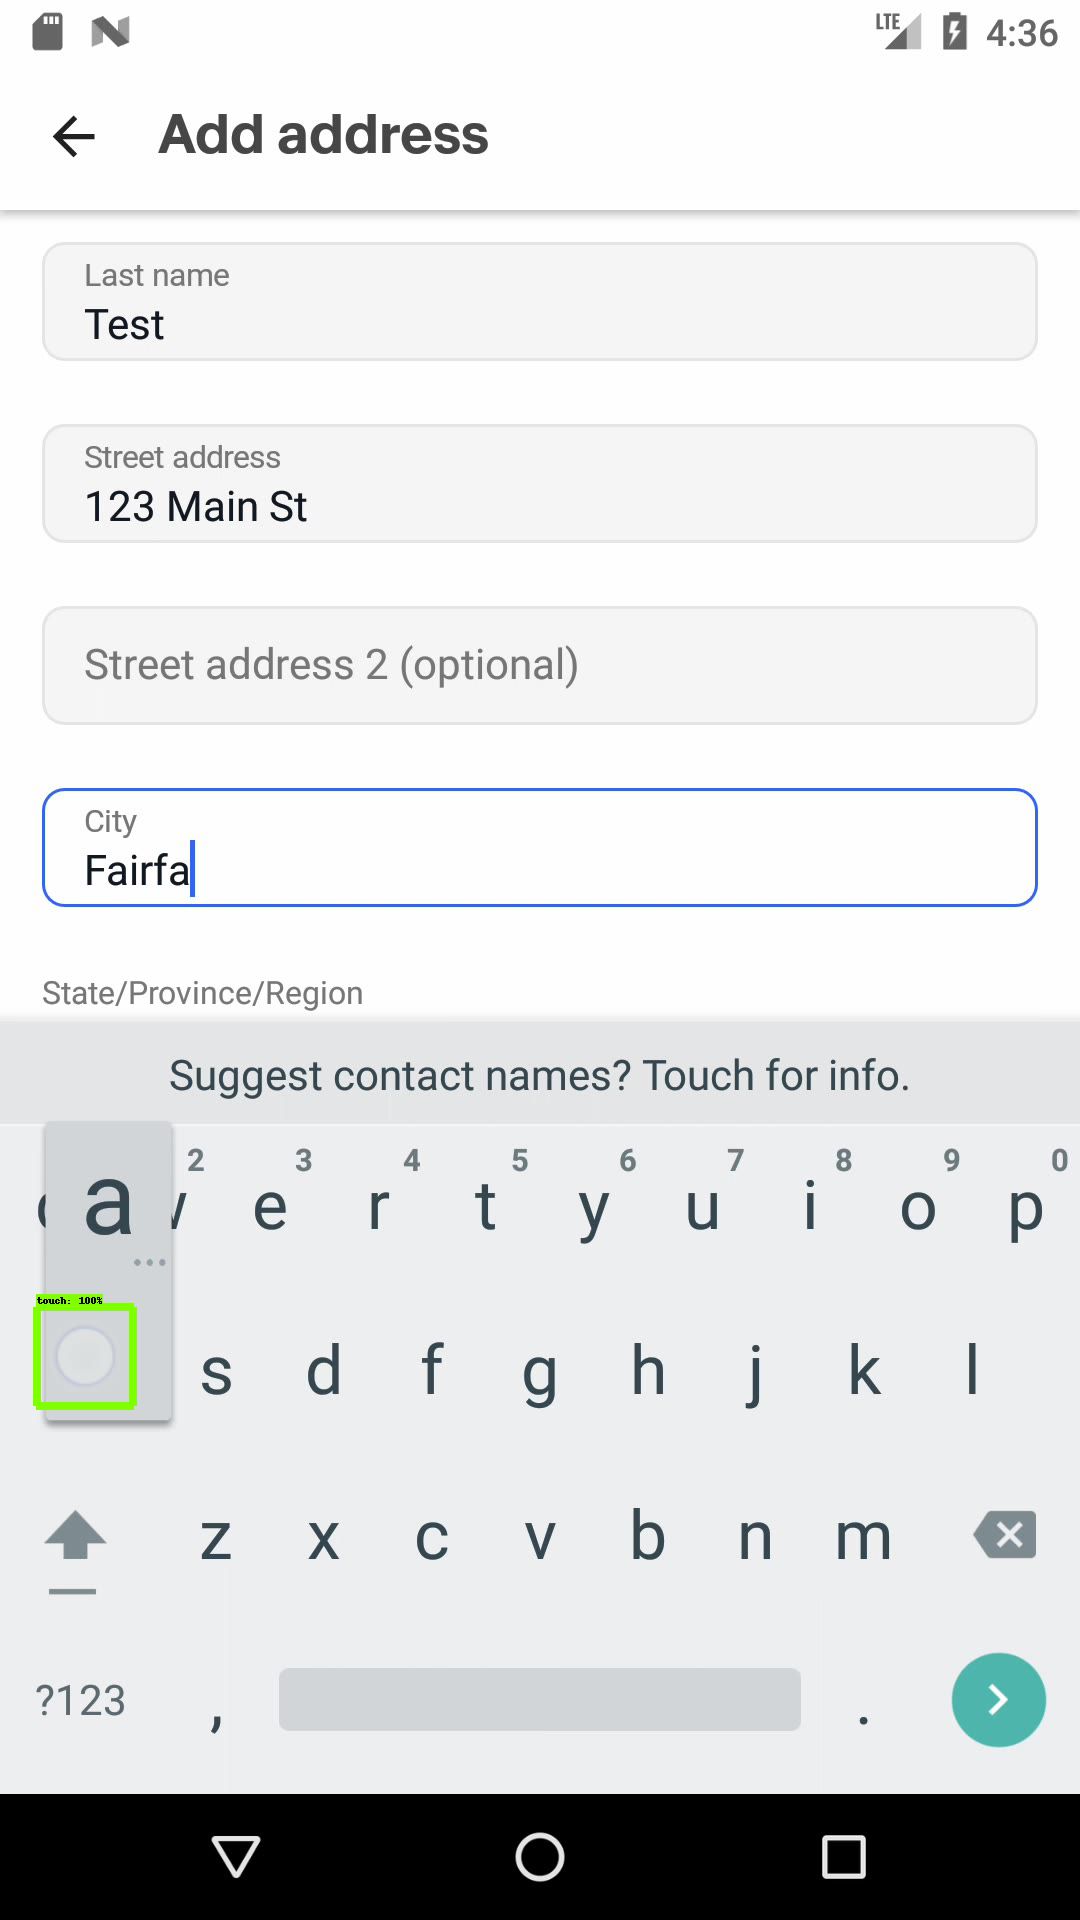 LTE 4:36
Add address
Last name
Test
Street address
123 Main St
Street address 2 (optional)
City
Fairfa
State/Province/Region
Suggest contact names? Touch for info.
a
2 3 4 5 6 7 8 9 0
e r t y u i o p
touch: 100%
s d f g h j k l
z x c v b n m
?123 , .